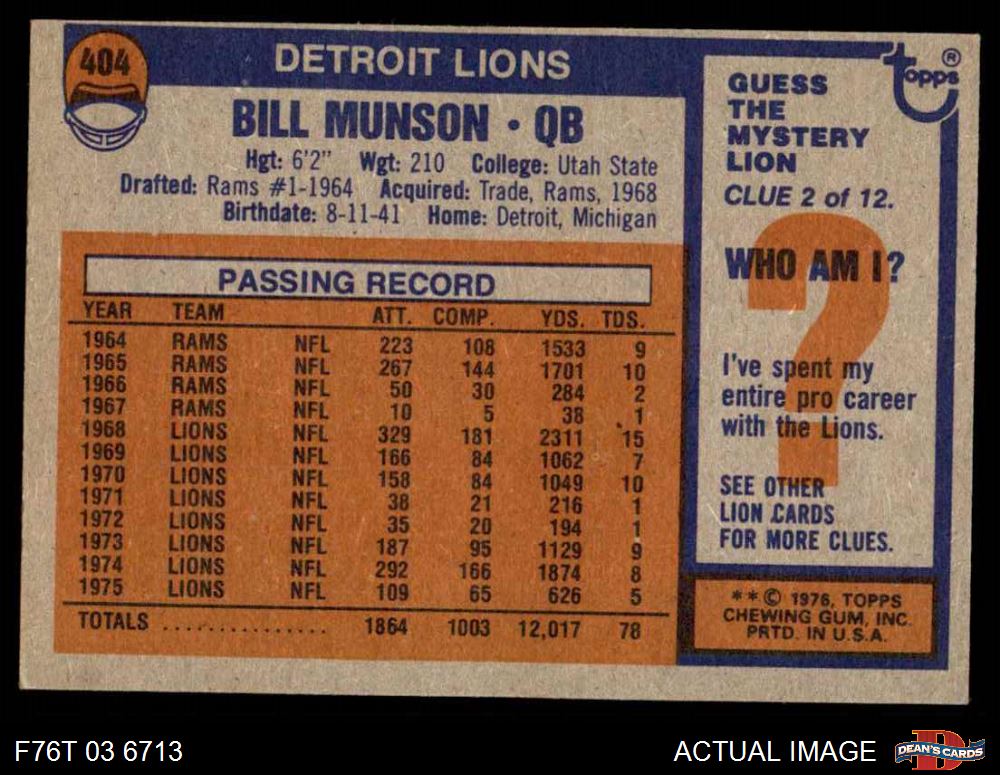 404
DETROIT LIONS
BILL MUNSON • QB
Hgt: 6'2" Wgt: 210 College: Utah State
Drafted: Rams #1-1964 Acquired: Trade, Rams, 1968
Birthdate: 8-11-41 Home: Detroit, Michigan
PASSING RECORD
YEAR TEAM ATT. COMP. YDS. TDS.
1964 RAMS NFL 223 108 1533 9
1965 RAMS NFL 267 144 1701 10
1966 RAMS NFL 50 30 284 2
1967 RAMS NFL 10 5 38 1
1968 LIONS NFL 329 181 2311 15
1969 LIONS NFL 166 84 1062 7
1970 LIONS NFL 158 84 1049 10
1971 LIONS NFL 38 21 216 1
1972 LIONS NFL 35 20 194 1
1973 LIONS NFL 187 95 1129 9
1974 LIONS NFL 292 166 1874 8
1975 LIONS NFL 109 65 626 5
TOTALS ................ 1864 1003 12,017 78
topps ®
GUESS
THE
MYSTERY
LION
CLUE 2 of 12.
?
WHO AM I?
I've spent my
entire pro career
with the Lions.
SEE OTHER
LION CARDS
FOR MORE CLUES.
**© 1976, TOPPS
CHEWING GUM, INC.
PRTD. IN U.S.A.
F76T 03 6713
ACTUAL IMAGE
D
DEAN'S CARDS